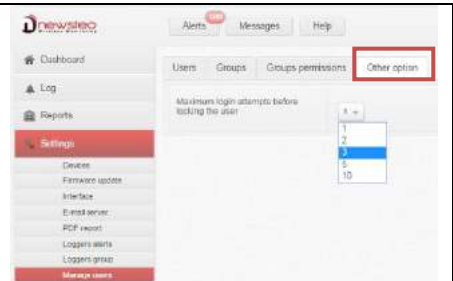 newsteo
Alerts Messages Help
Dashboard
Log
Reports
Settings
Devices
Firmware update
Interface
E-mail server
PDF report
Loggers alerts
Loggers group
Manage users
Users Groups Groups permissions Other option
Maximum login attempts before
locking the user
1
2
3
5
10